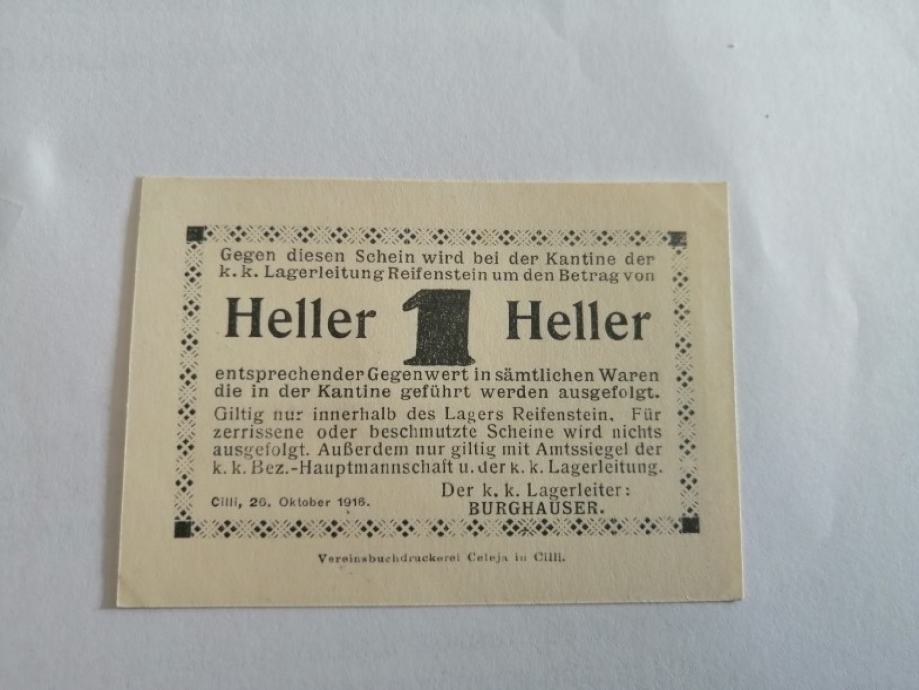 Gegen diesen Schein wird bei der Kantine der
k. k. Lagerleitung Reifenstein um den Betrag von
Heller 1 Heller
entsprechender Gegenwert in sämtlichen Waren
die in der Kantine geführt werden ausgefolgt.
Giltig nur innerhalb des Lagers Reifenstein. Für
zerrissene oder beschmutzte Scheine wird nichts
ausgefolgt. Außerdem nur giltig mit Amtssiegel der
k. k. Bez.-Hauptmannschaft u. der k. k. Lagerleitung.
Cilli, 26. Oktober 1916.
Der k. k. Lagerleiter:
BURGHAUSER.
Vereinsbuchdruckerei Celeja in Cilli.